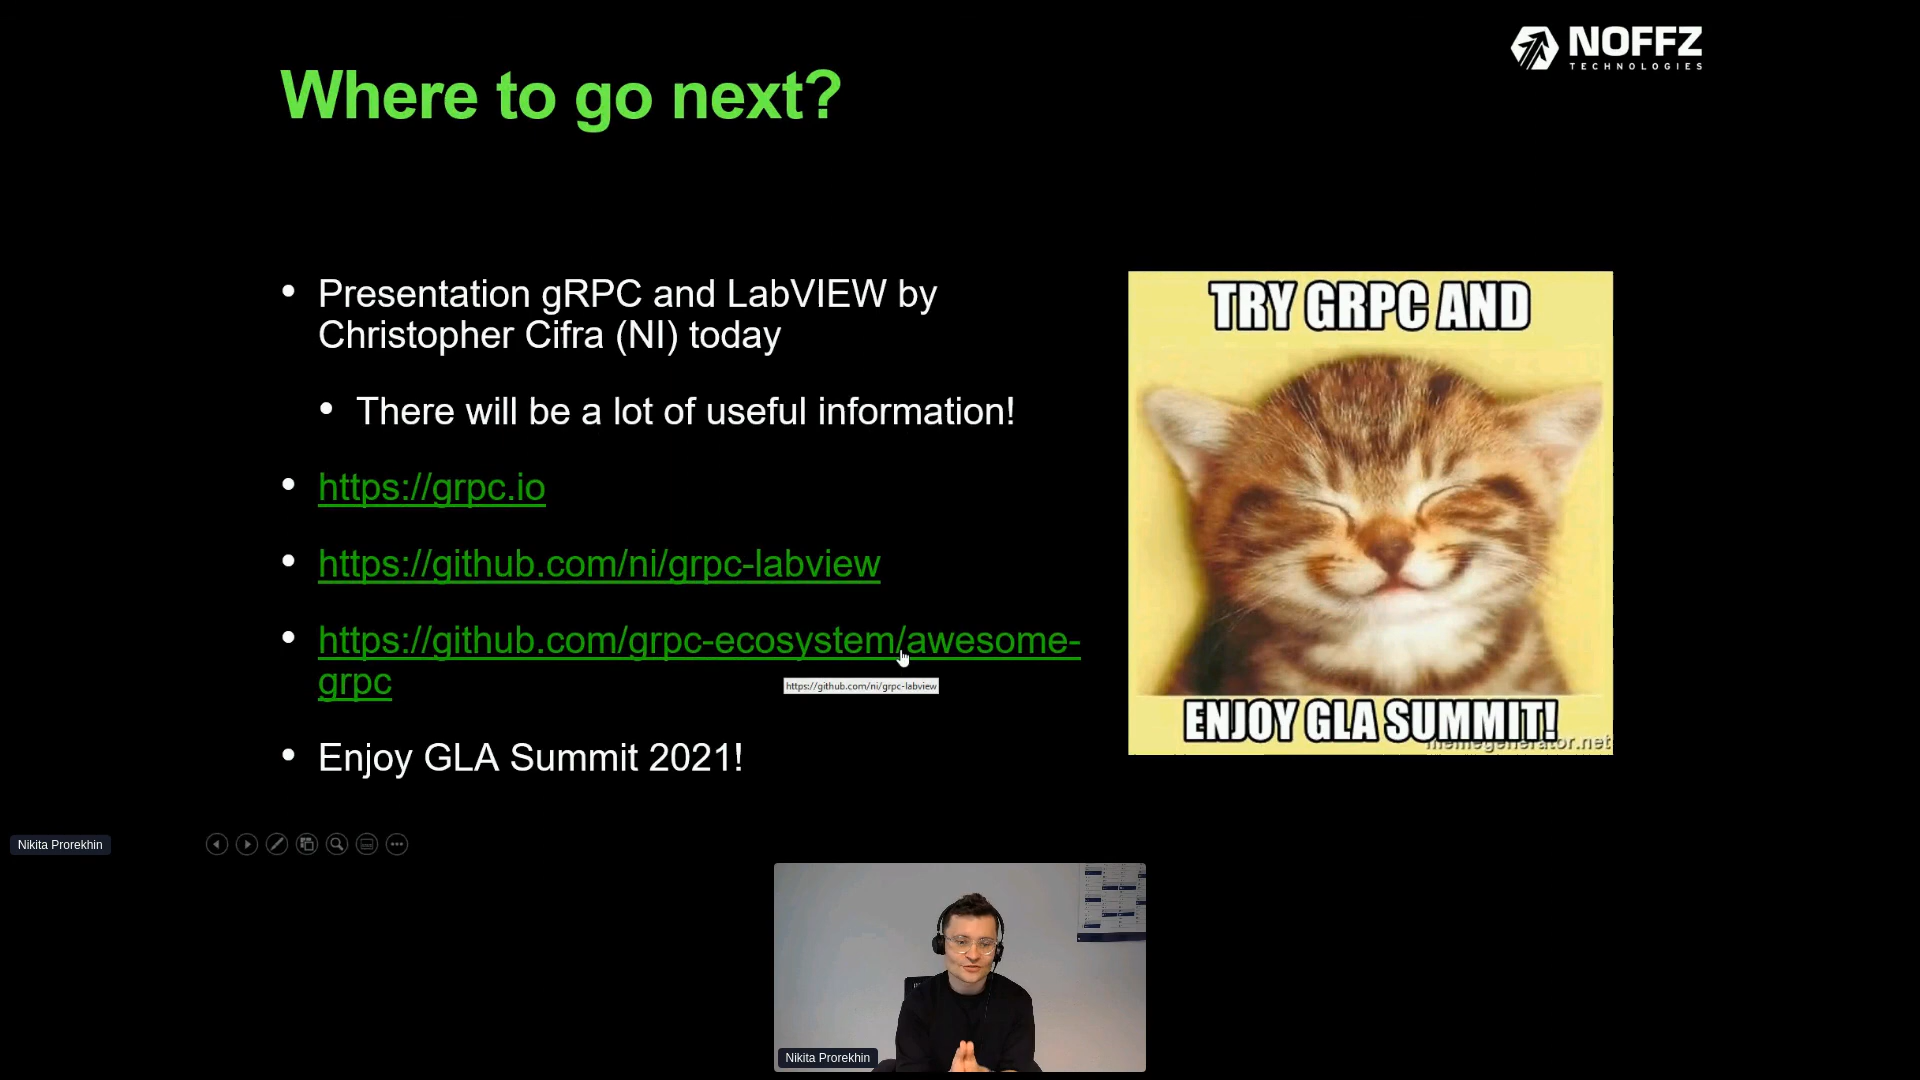 NOFFZ
TECHNOLOGIES
Where to go next?
Presentation gRPC and LabVIEW by
Christopher Cifra (NI) today
There will be a lot of useful information!
https://grpc.io
https://github.com/ni/grpc-labview
https://github.com/grpc-ecosystem/awesome-
grpc
https://github.com/ni/grpc-labview
Enjoy GLA Summit 2021!
TRY GRPC AND
ENJOY GLA SUMMIT!
memegenerator.net
Nikita Prorekhin
Nikita Prorekhin